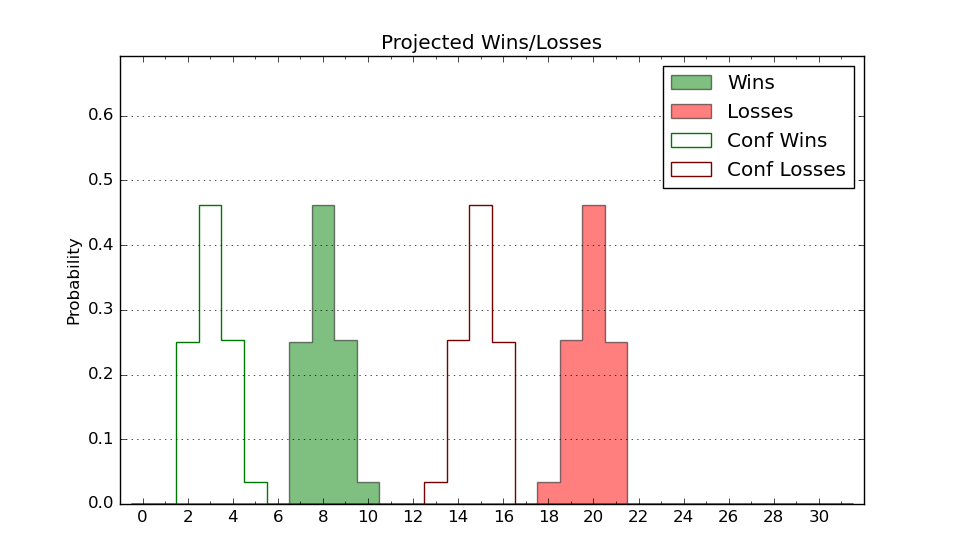 Projected Wins/Losses
Wins
Losses
Conf Wins
Conf Losses
Probability
0.6
0.5
0.4
0.3
0.2
0.1
0.0
0 2 4 6 8 10 12 14 16 18 20 22 24 26 28 30